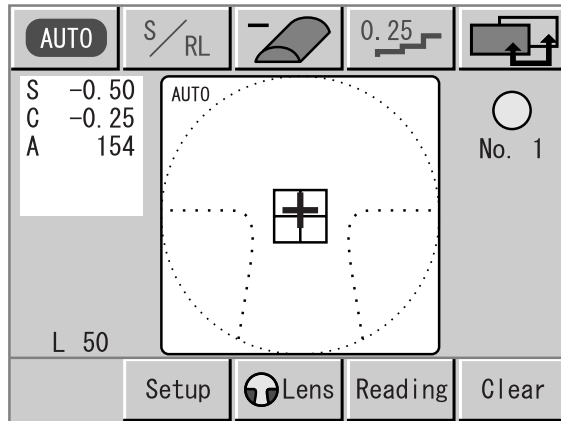 AUTO
S/RL
−
0.25
S -0.50
C -0.25
A 154
AUTO
No. 1
L 50
Setup
Lens
Reading
Clear